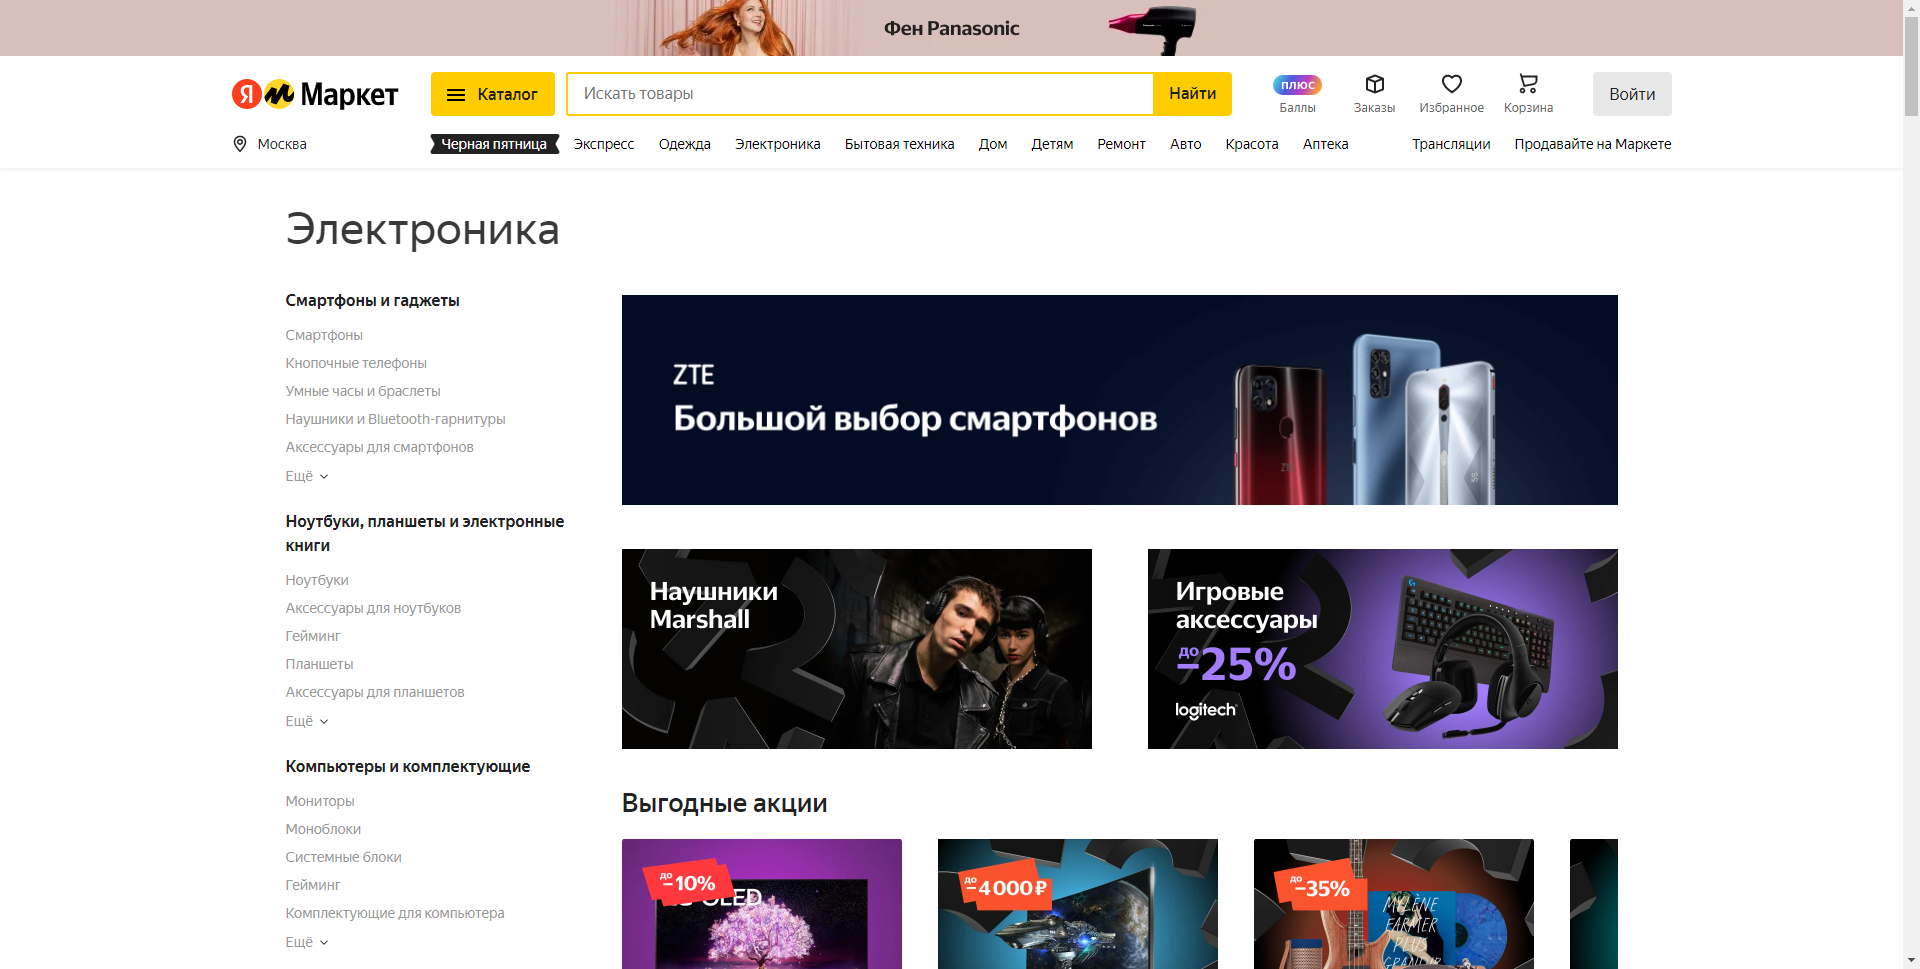 Фен Panasonic
Я Маркет
Каталог
Искать товары
Найти
плюс
Баллы
Заказы
Избранное
Корзина
Войти
Москва
Черная пятница
Экспресс
Одежда
Электроника
Бытовая техника
Дом
Детям
Ремонт
Авто
Красота
Аптека
Трансляции
Продавайте на Маркете
Электроника
Смартфоны и гаджеты
Смартфоны
Кнопочные телефоны
Умные часы и браслеты
Наушники и Bluetooth-гарнитуры
Аксессуары для смартфонов
Ещё
Ноутбуки, планшеты и электронные
книги
Ноутбуки
Аксессуары для ноутбуков
Гейминг
Планшеты
Аксессуары для планшетов
Ещё
Компьютеры и комплектующие
Мониторы
Моноблоки
Системные блоки
Гейминг
Комплектующие для компьютера
Ещё
ZTE
Большой выбор смартфонов
ZTE
Наушники
Marshall
Игровые
аксессуары
до
–25%
logitech
Выгодные акции
до
–10%
OLED
до
–4 000 ₽
до
–35%
MYLÈNE
FARMER
PLUS
GRANDIR